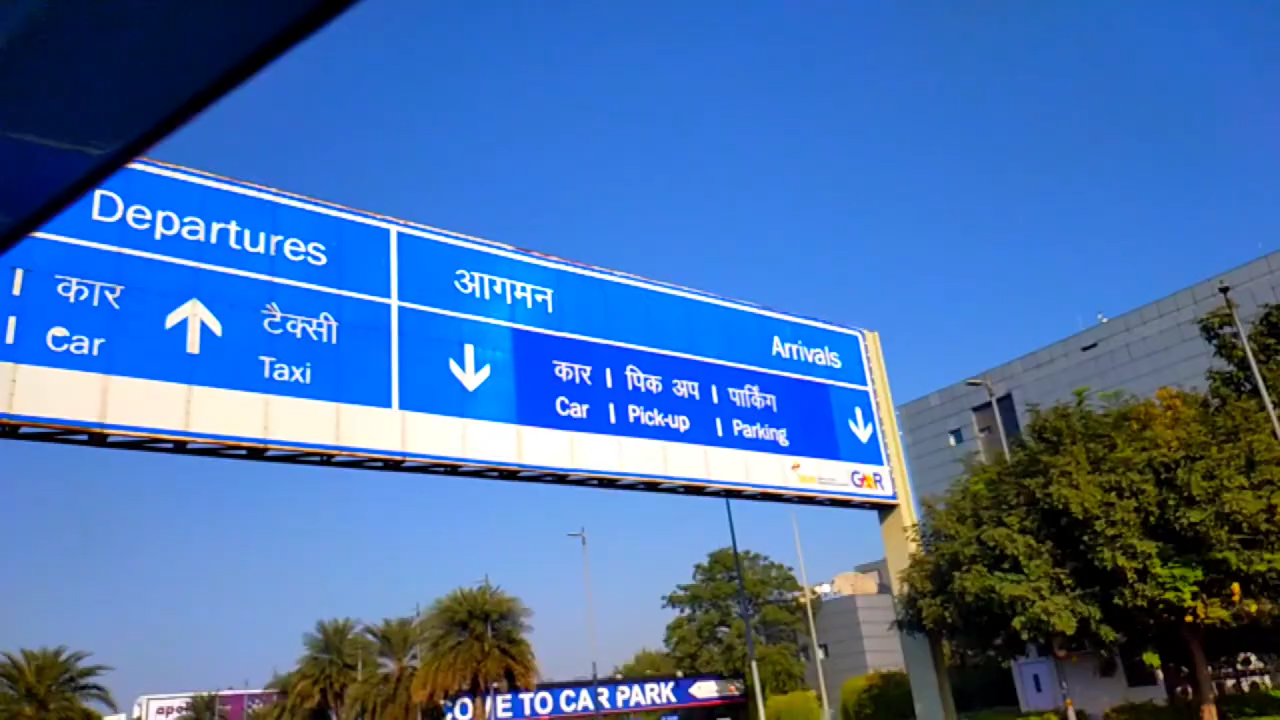 Departures
| कार
टैक्सी
| Car
Taxi
आगमन
Arrivals
कार | पिक अप | पार्किंग
Car | Pick-up | Parking
GMR
TO CAR PARK